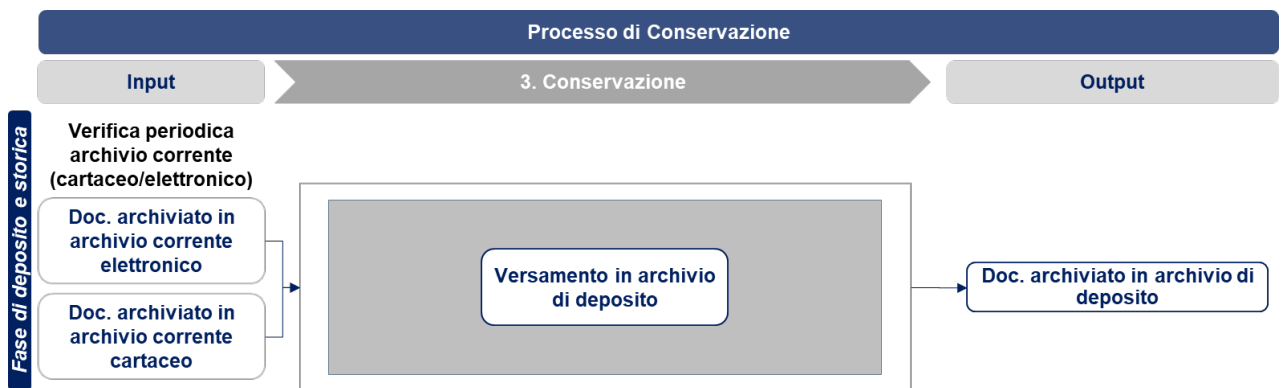 Processo di Conservazione
Input
3. Conservazione
Output
Fase di deposito e storica
Verifica periodica
archivio corrente
(cartaceo/elettronico)
Doc. archiviato in
archivio corrente
elettronico
Doc. archiviato in
archivio corrente
cartaceo
Versamento in archivio
di deposito
Doc. archiviato in archivio di
deposito